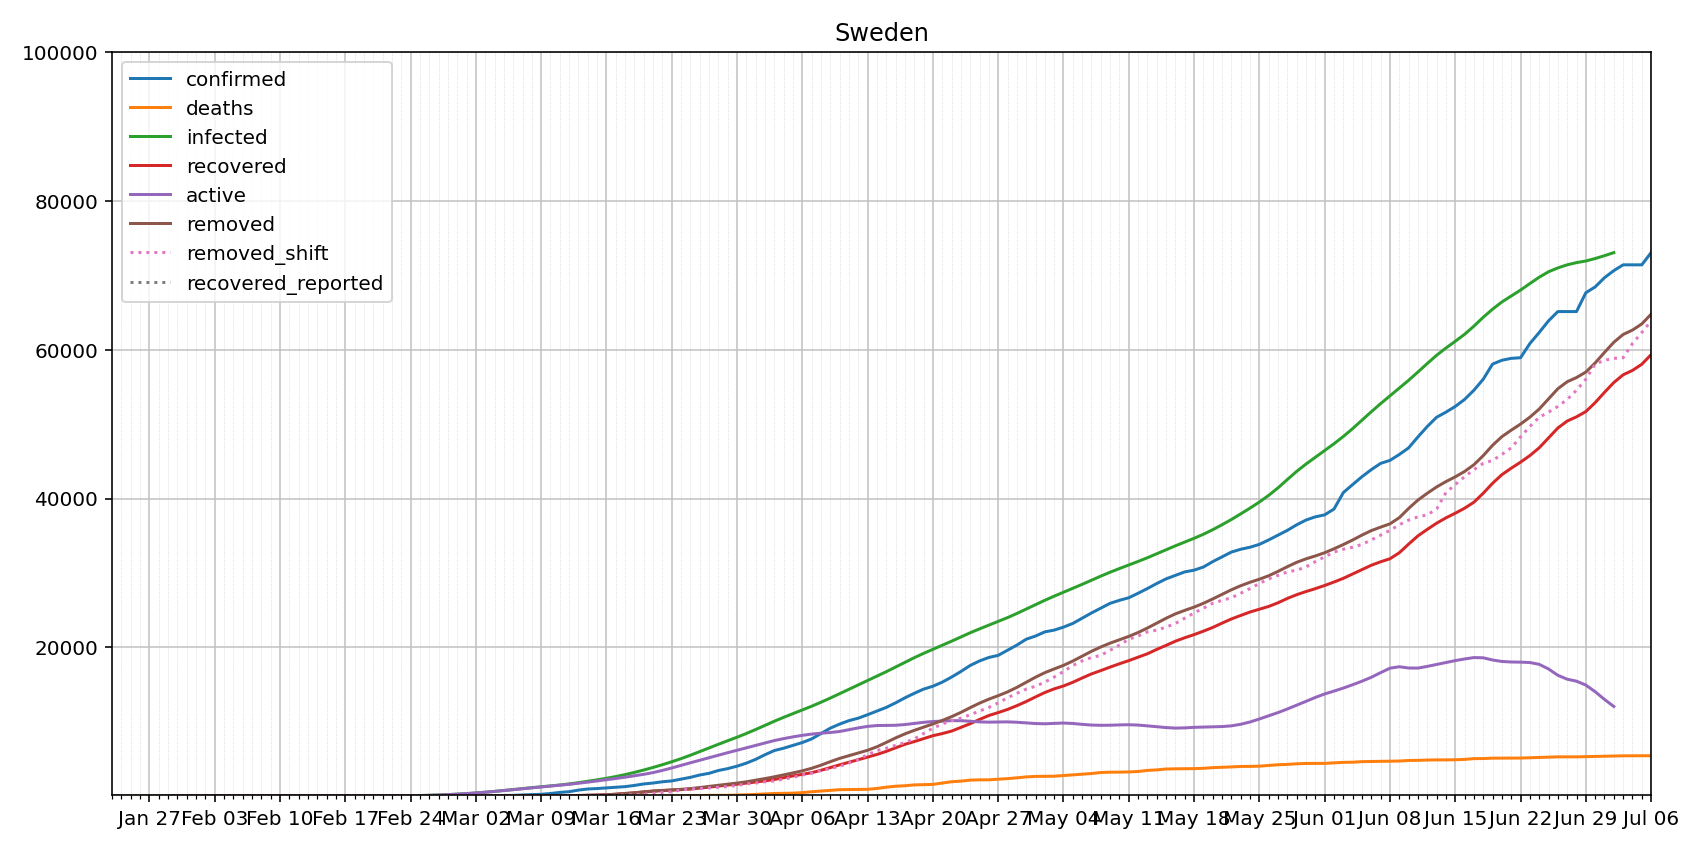 Sweden
100000
80000
60000
40000
20000
confirmed
deaths
infected
recovered
active
removed
removed_shift
recovered_reported
Jan 27 Feb 03 Feb 10 Feb 17 Feb 24 Mar 02 Mar 09 Mar 16 Mar 23 Mar 30 Apr 06 Apr 13 Apr 20 Apr 27 May 04 May 11 May 18 May 25 Jun 01 Jun 08 Jun 15 Jun 22 Jun 29 Jul 06